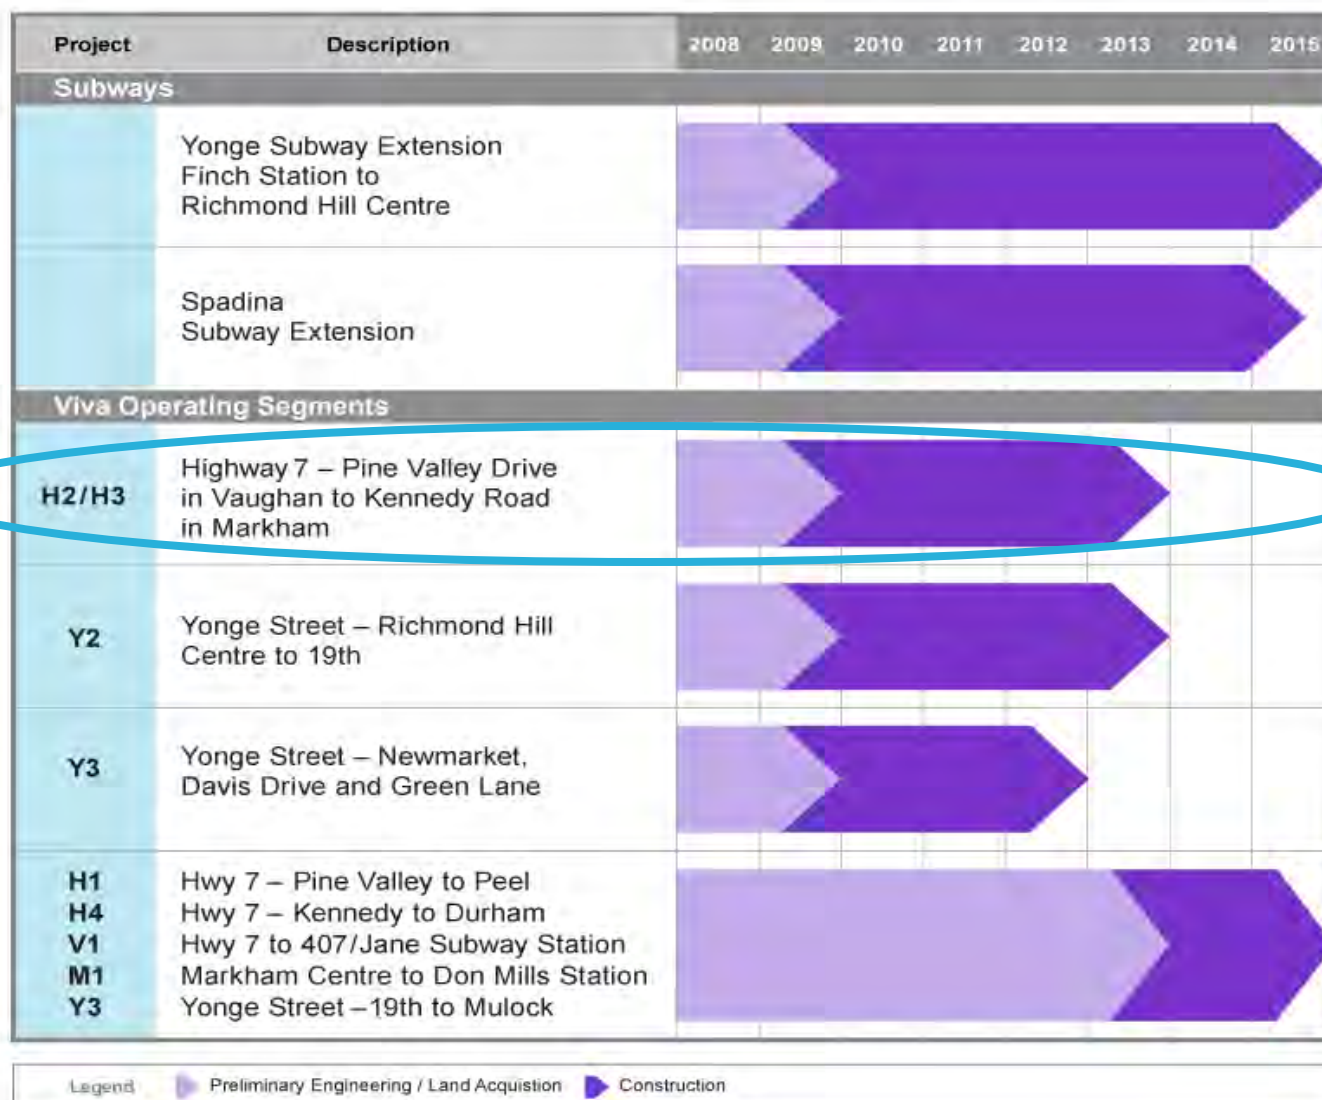 Project Description 2008 2009 2010 2011 2012 2013 2014 2015
Subways
Yonge Subway Extension
Finch Station to
Richmond Hill Centre
Spadina
Subway Extension
Viva Operating Segments
H2/H3
Highway 7 – Pine Valley Drive
in Vaughan to Kennedy Road
in Markham
Y2
Yonge Street – Richmond Hill
Centre to 19th
Y3
Yonge Street – Newmarket,
Davis Drive and Green Lane
H1 Hwy 7 – Pine Valley to Peel
H4 Hwy 7 – Kennedy to Durham
V1 Hwy 7 to 407/Jane Subway Station
M1 Markham Centre to Don Mills Station
Y3 Yonge Street – 19th to Mulock
Legend Preliminary Engineering / Land Acquistion Construction